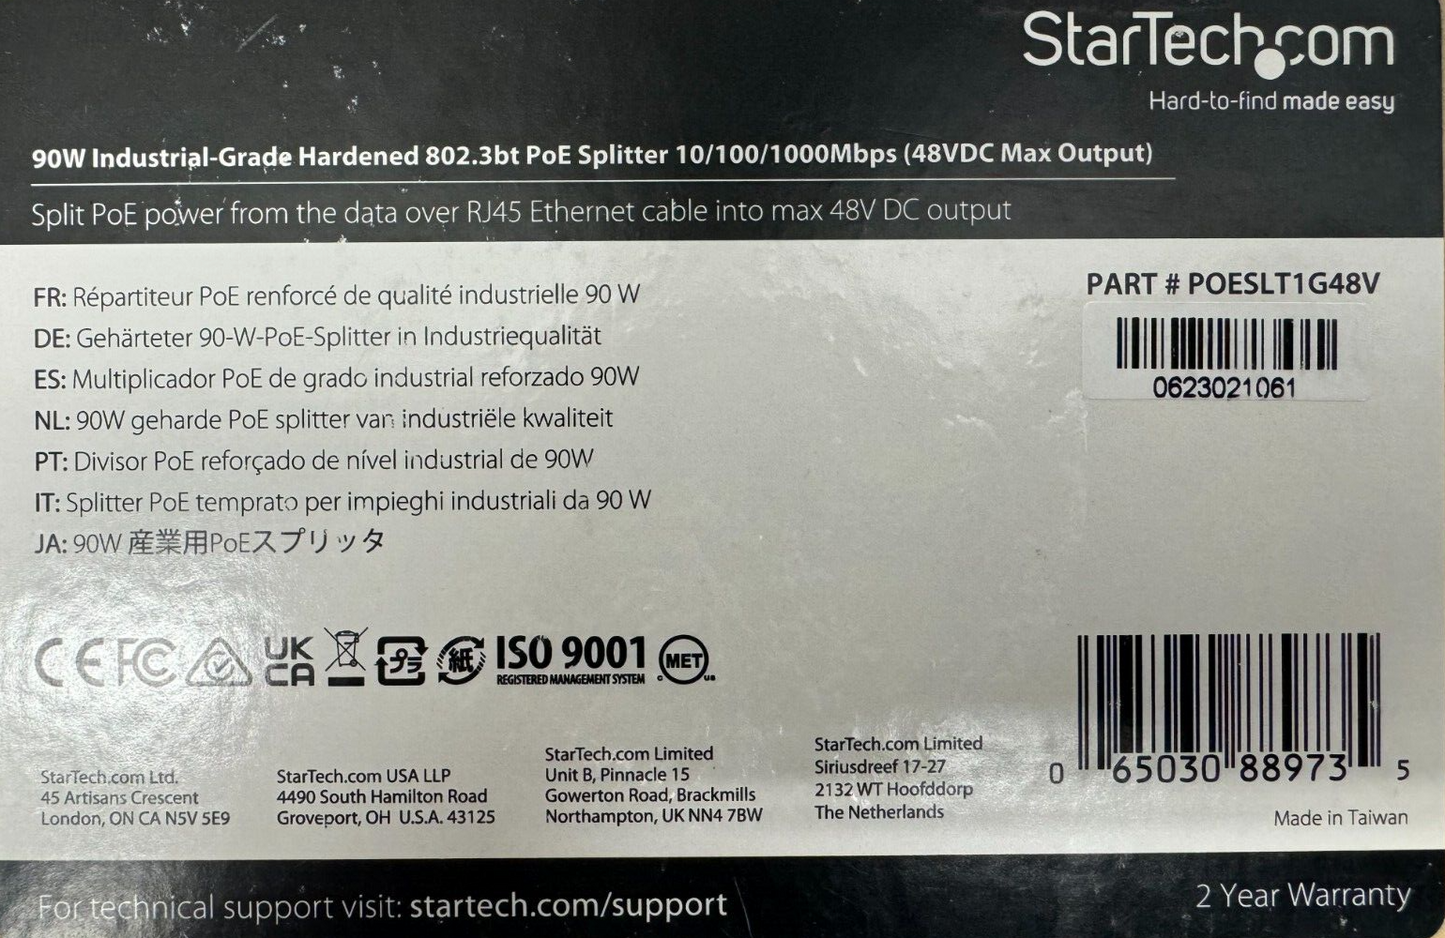 StarTech.com
Hard-to-find made easy
90W Industrial-Grade Hardened 802.3bt PoE Splitter 10/100/1000Mbps (48VDC Max Output)
Split PoE power from the data over RJ45 Ethernet cable into max 48V DC output
FR: Répartiteur PoE renforcé de qualité industrielle 90 W
DE: Gehärteter 90-W-PoE-Splitter in Industriequalität
ES: Multiplicador PoE de grado industrial reforzado 90W
NL: 90W geharde PoE splitter van industriële kwaliteit
PT: Divisor PoE reforçado de nível industrial de 90W
IT: Splitter PoE temprato per impieghi industriali da 90 W
JA: 90W 産業用PoEスプリッタ
PART # POESLT1G48V
0623021061
CE FC UK CA プラ 紙 ISO 9001 MET
REGISTERED MANAGEMENT SYSTEM
C US
StarTech.com Ltd.
45 Artisans Crescent
London, ON CA N5V 5E9
StarTech.com USA LLP
4490 South Hamilton Road
Groveport, OH U.S.A. 43125
StarTech.com Limited
Unit B, Pinnacle 15
Gowerton Road, Brackmills
Northampton, UK NN4 7BW
StarTech.com Limited
Siriusdreef 17-27
2132 WT Hoofddorp
The Netherlands
0 65030 88973 5
Made in Taiwan
For technical support visit: startech.com/support
2 Year Warranty